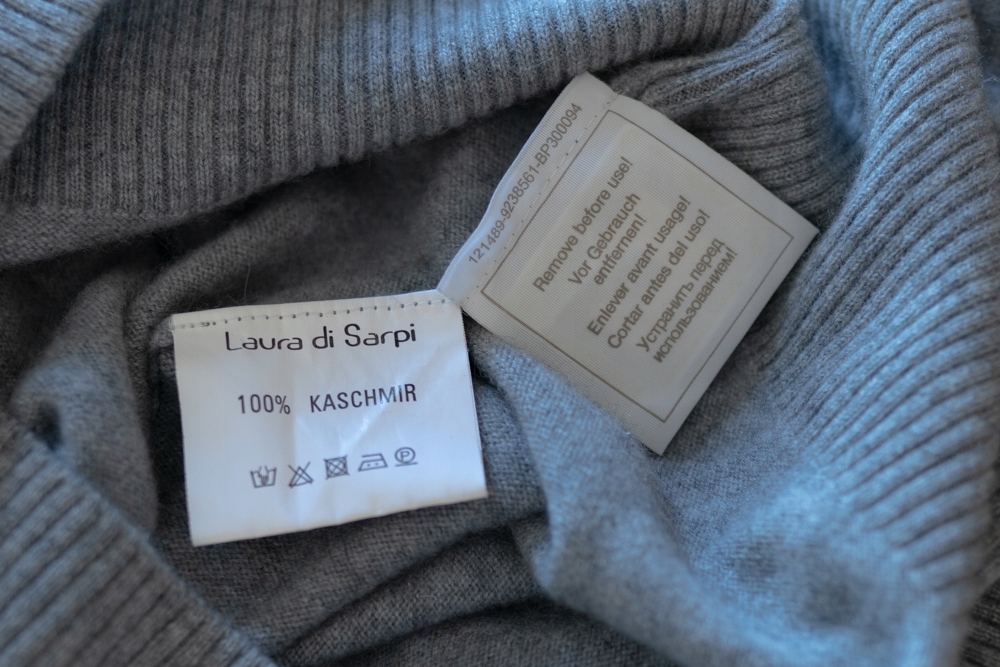 Laura di Sarpi
100% KASCHMIR
P
121489-9238561-BP300094
Remove before use!
Vor Gebrauch
entfernen!
Enlever avant usage!
Cortar antes del uso!
Устранить перед
использованием!